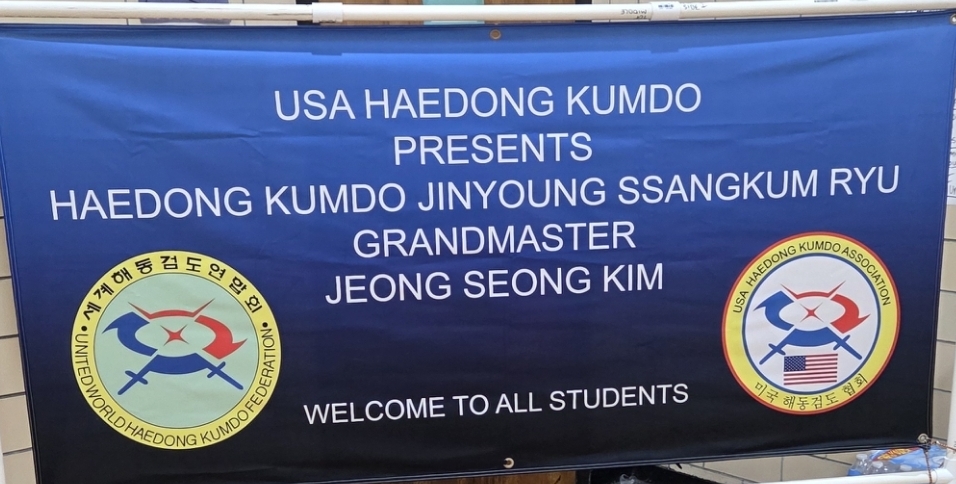 USA HAEDONG KUMDO
PRESENTS
HAEDONG KUMDO JINYOUNG SSANGKUM RYU
GRANDMASTER
JEONG SEONG KIM
WELCOME TO ALL STUDENTS
세계해동검도연합회
UNITED WORLD HAEDONG KUMDO FEDERATION
USA HAEDONG KUMDO ASSOCIATION
미국 해동검도 협회